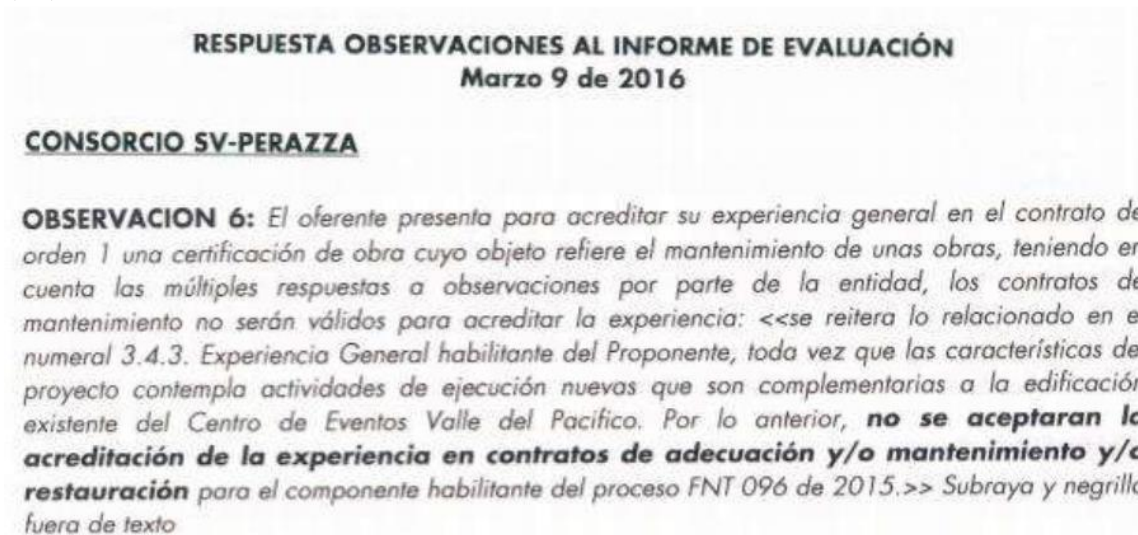 RESPUESTA OBSERVACIONES AL INFORME DE EVALUACIÓN
Marzo 9 de 2016
CONSORCIO SV-PERAZZA
OBSERVACION 6: El oferente presenta para acreditar su experiencia general en el contrato de
orden 1 una certificación de obra cuyo objeto refiere el mantenimiento de unas obras, teniendo en
cuenta las múltiples respuestas a observaciones por parte de la entidad, los contratos de
mantenimiento no serán válidos para acreditar la experiencia: <<se reitera lo relacionado en e
numeral 3.4.3. Experiencia General habilitante del Proponente, toda vez que las características de
proyecto contempla actividades de ejecución nuevas que son complementarias a la edificación
existente del Centro de Eventos Valle del Pacifico. Por lo anterior, no se aceptaran la
acreditación de la experiencia en contratos de adecuación y/o mantenimiento y/o
restauración para el componente habilitante del proceso FNT 096 de 2015.>> Subraya y negrilla
fuera de texto